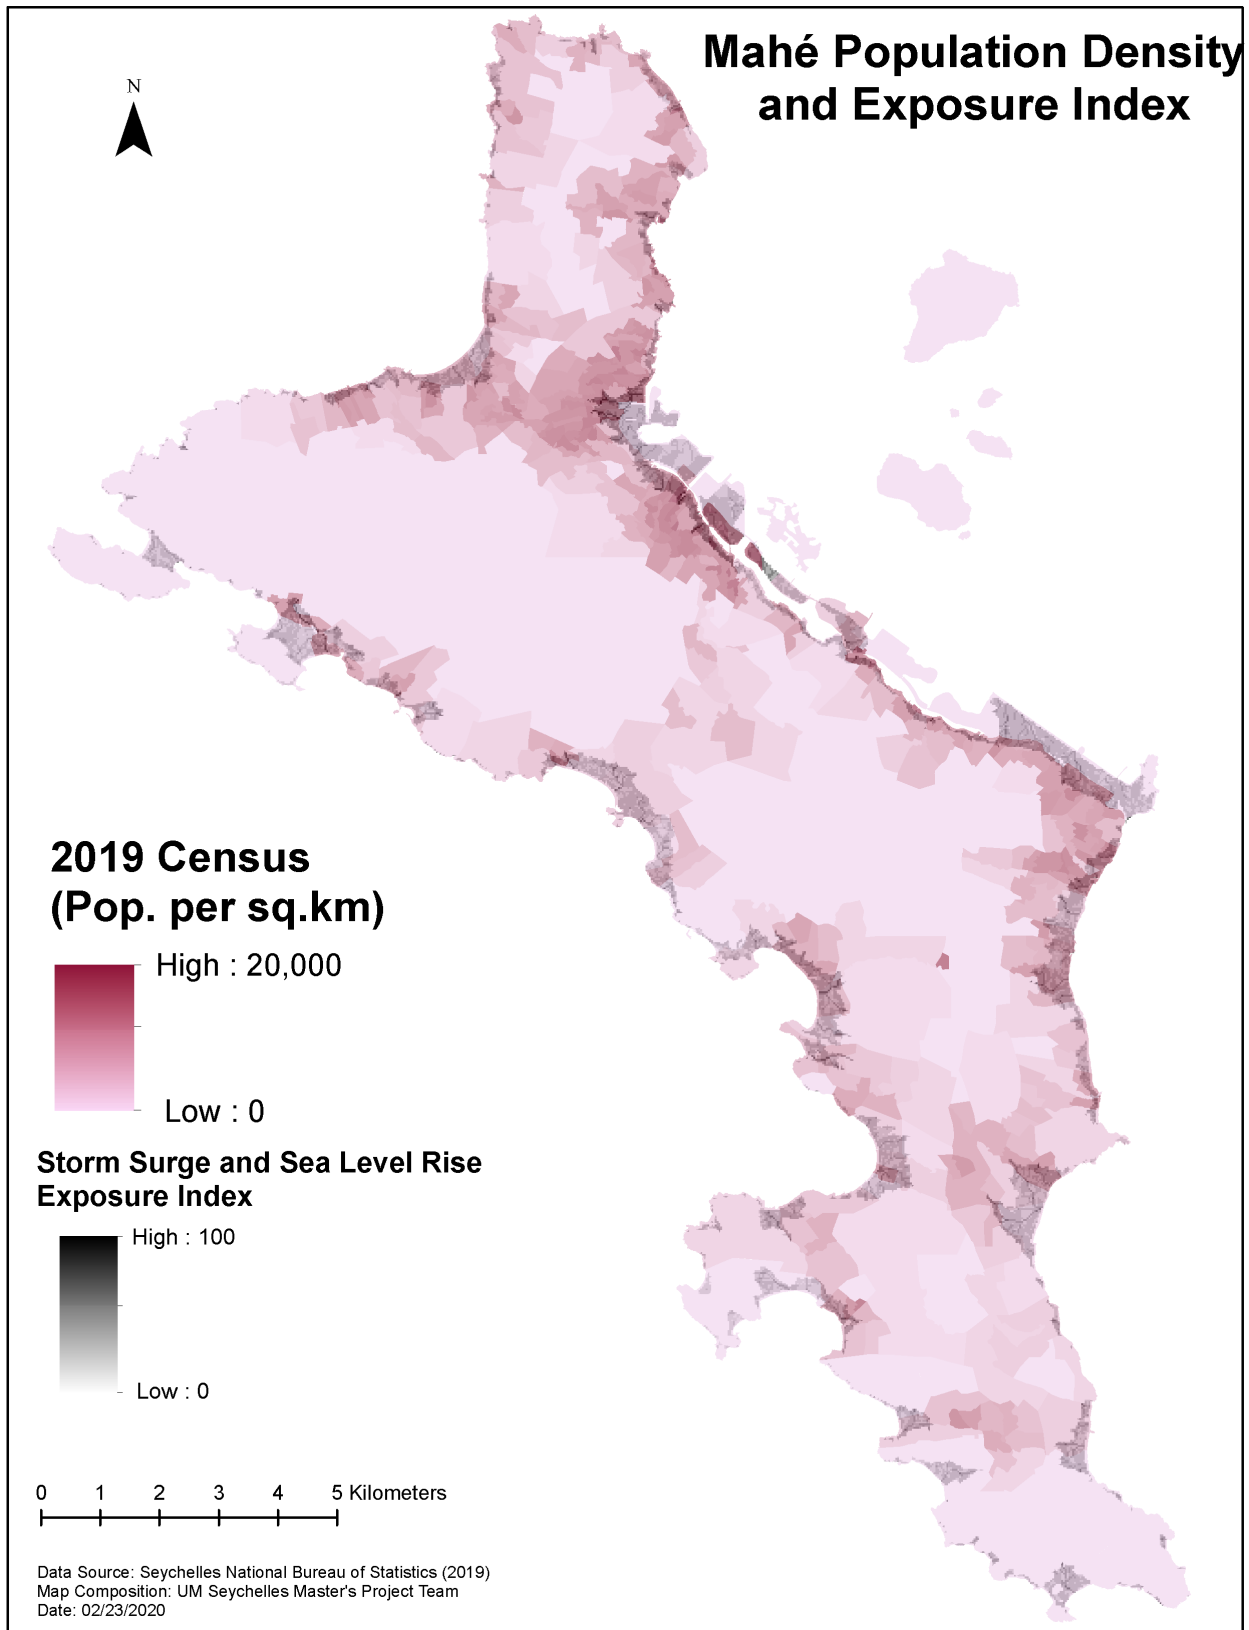 Mahé Population Density
and Exposure Index
N
2019 Census
(Pop. per sq.km)
High : 20,000
Low : 0
Storm Surge and Sea Level Rise
Exposure Index
High : 100
Low : 0
0 1 2 3 4 5 Kilometers
Data Source: Seychelles National Bureau of Statistics (2019)
Map Composition: UM Seychelles Master's Project Team
Date: 02/23/2020